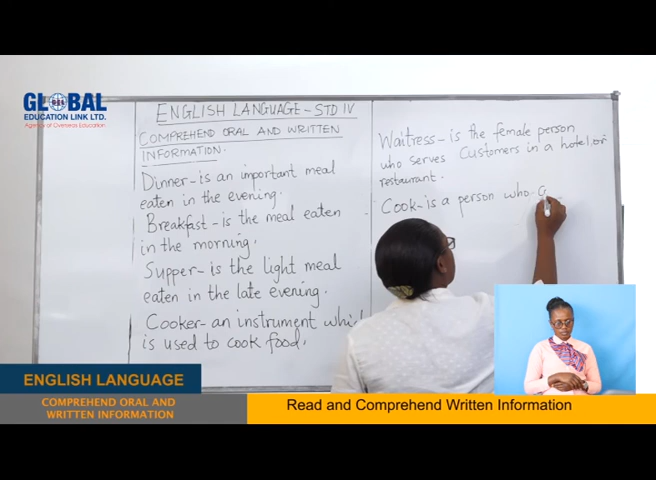 GLOBAL
EDUCATION LINK LTD.
Agency of Overseas Education
ENGLISH LANGUAGE - STD IV
COMPREHEND ORAL AND WRITTEN
INFORMATION.
Dinner - is an important meal
eaten in the evening.
Breakfast - is the meal eaten
in the morning.
Supper - is the light meal
eaten in the late evening.
Cooker - an instrument
is used to cook food.
Waitress - is the female person
who serves Customers in a hotel, or
restaurant.
Cook - is a person who
ENGLISH LANGUAGE
COMPREHEND ORAL AND
WRITTEN INFORMATION
Read and Comprehend Written Information